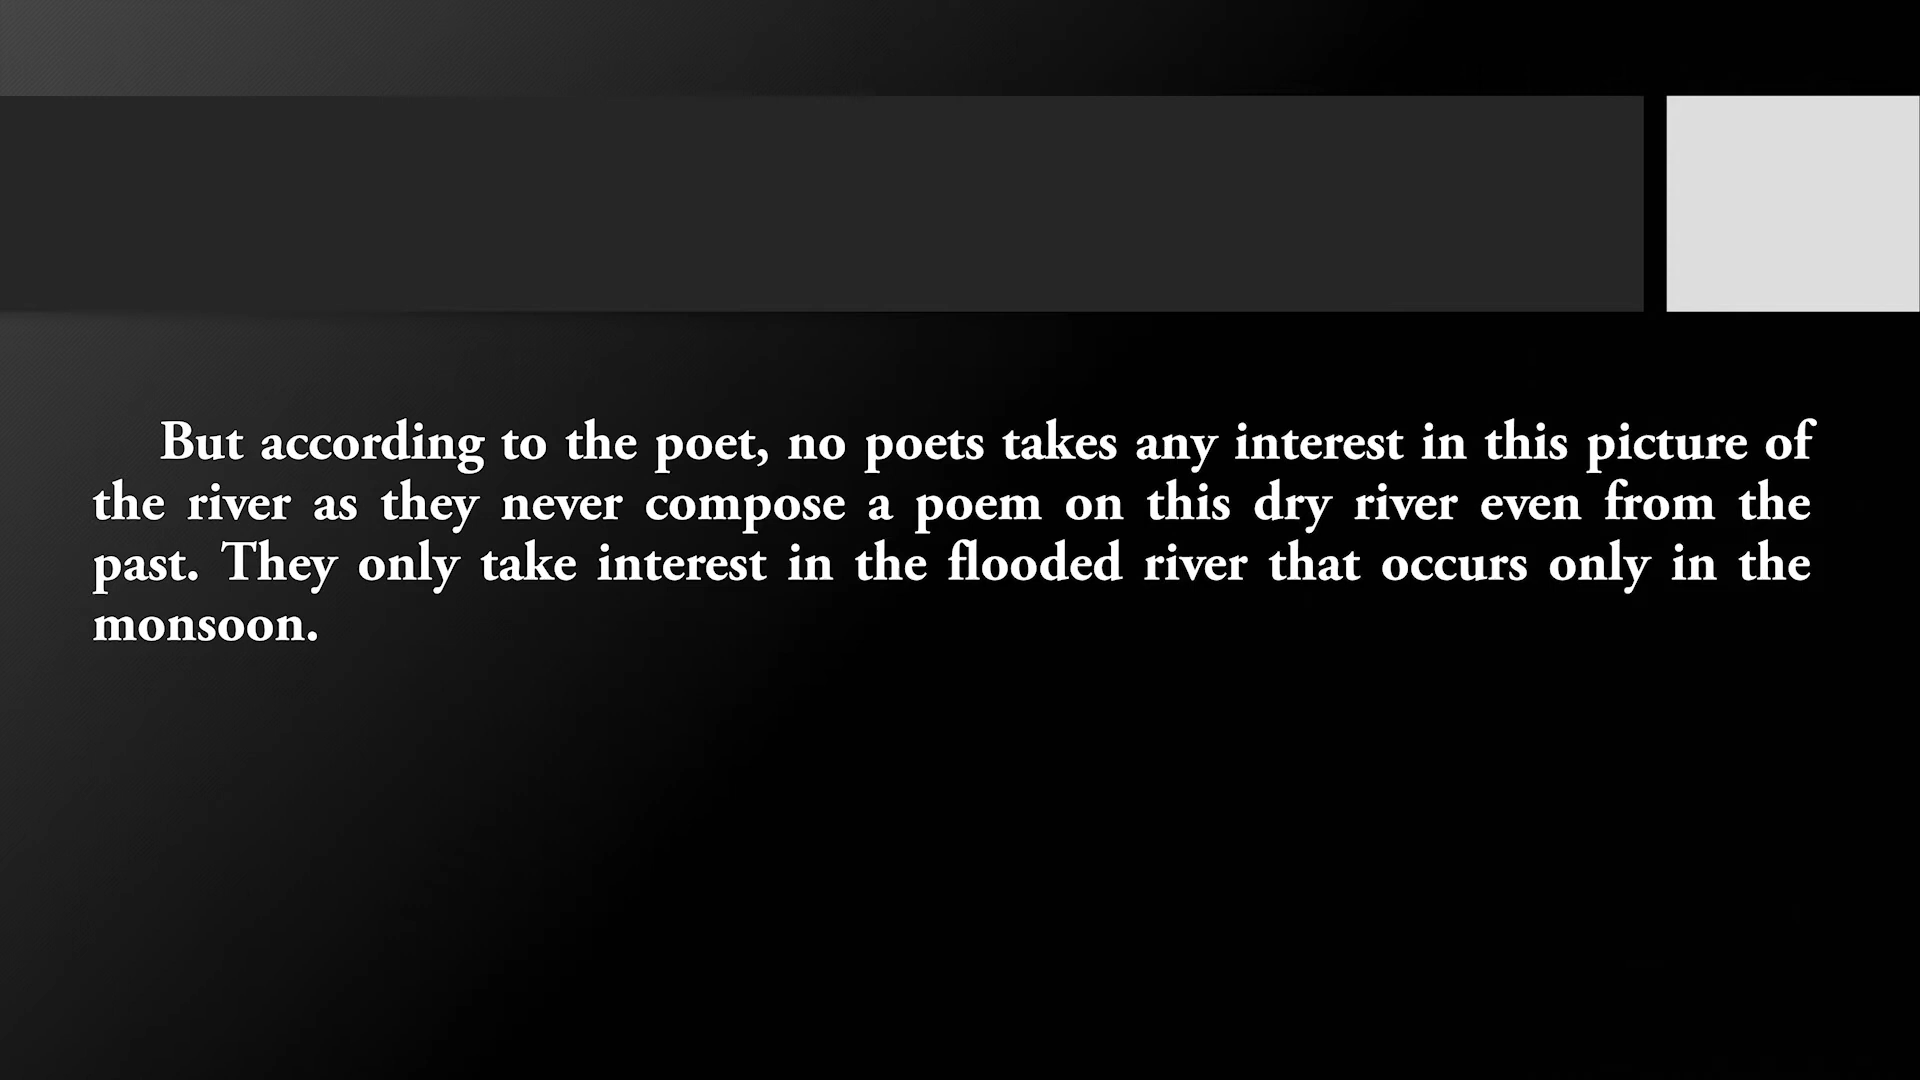 But according to the poet, no poets takes any interest in this picture of
the river as they never compose a poem on this dry river even from the
past. They only take interest in the flooded river that occurs only in the
monsoon.